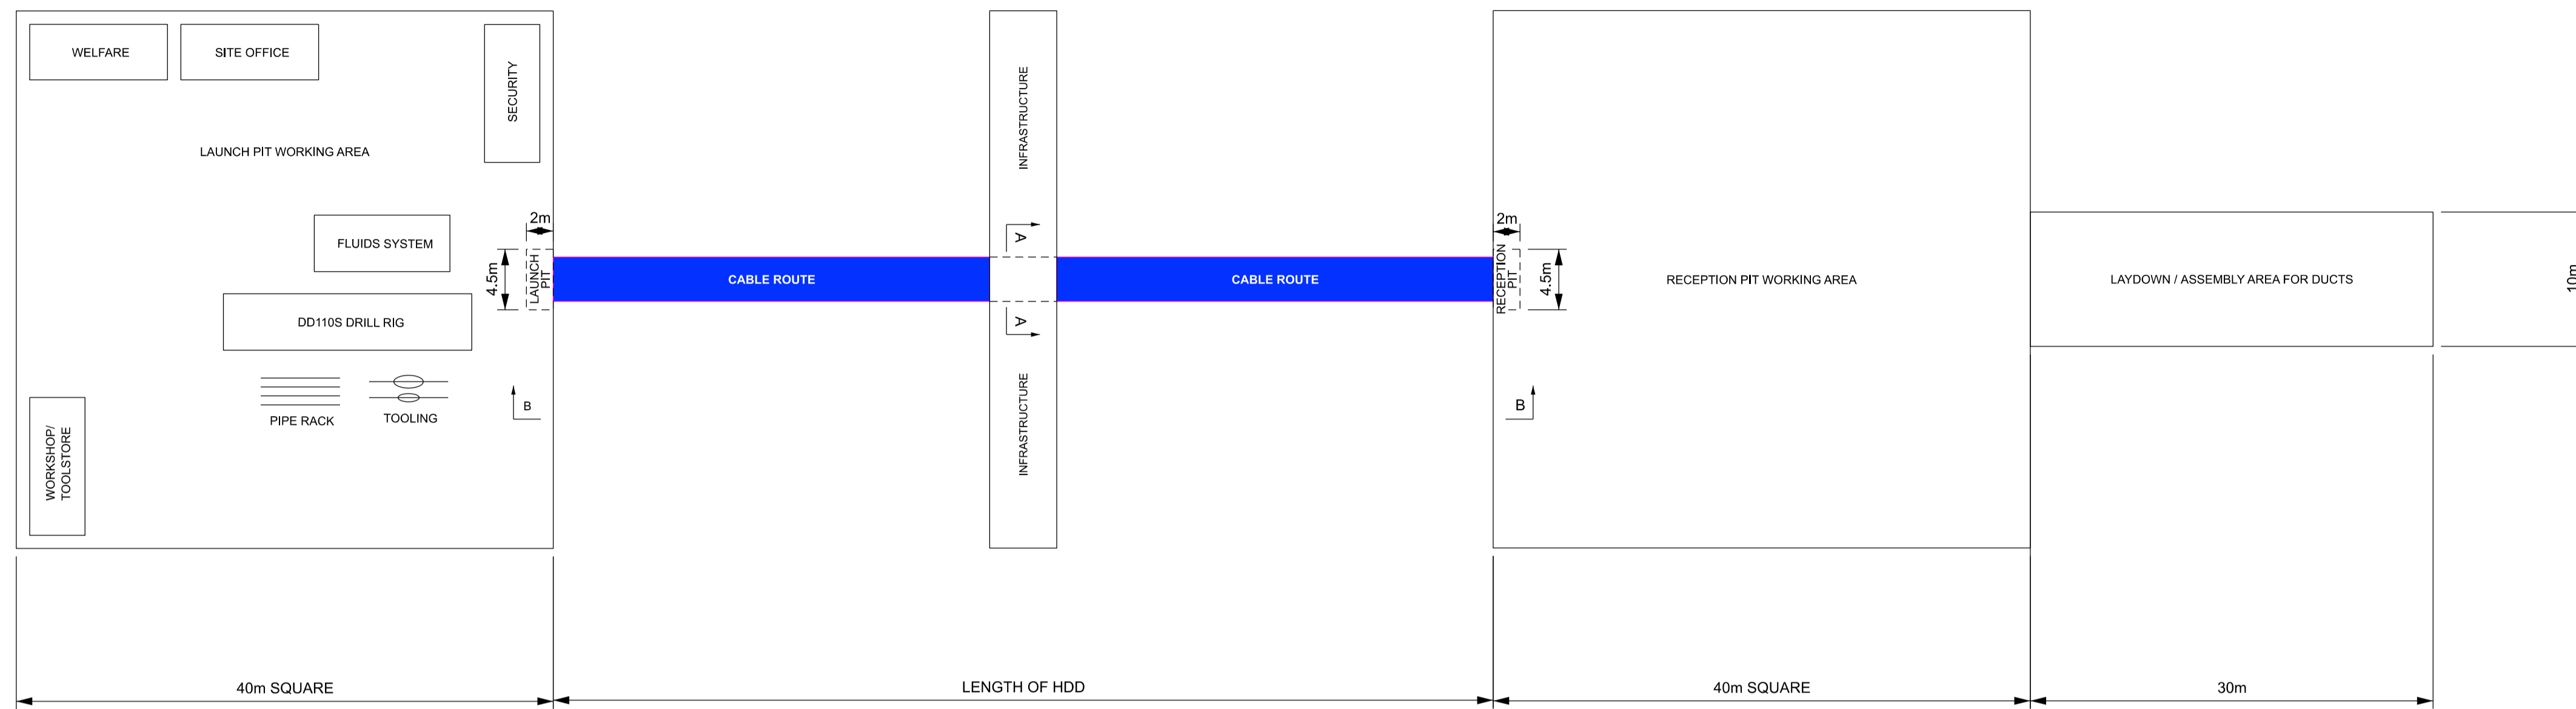 WELFARE
SITE OFFICE
SECURITY
LAUNCH PIT WORKING AREA
FLUIDS SYSTEM
DD110S DRILL RIG
PIPE RACK
TOOLING
WORKSHOP/
TOOLSTORE
2m
4.5m
LAUNCH
PIT
B
CABLE ROUTE
INFRASTRUCTURE
A
A
INFRASTRUCTURE
CABLE ROUTE
2m
RECEPTION
PIT
4.5m
B
RECEPTION PIT WORKING AREA
LAYDOWN / ASSEMBLY AREA FOR DUCTS
10m
40m SQUARE
LENGTH OF HDD
40m SQUARE
30m